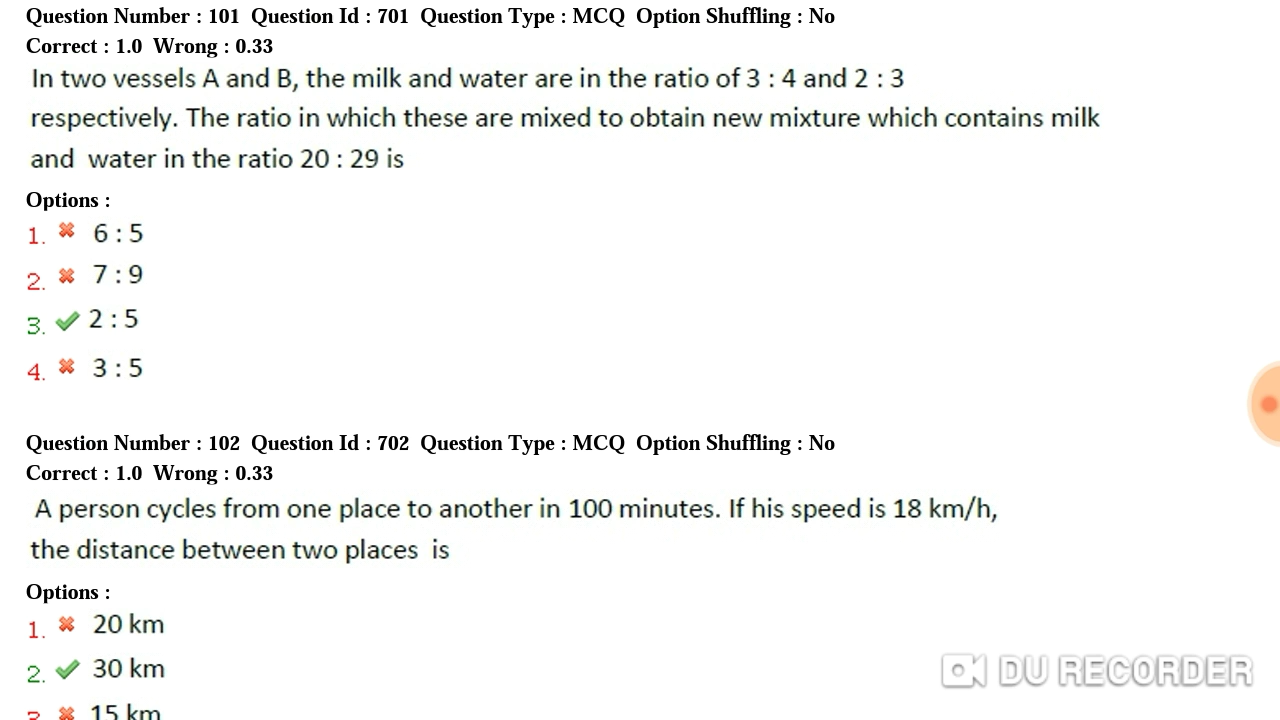 Question Number : 101 Question Id : 701 Question Type : MCQ Option Shuffling : No
Correct : 1.0 Wrong : 0.33
In two vessels A and B, the milk and water are in the ratio of 3 : 4 and 2 : 3
respectively. The ratio in which these are mixed to obtain new mixture which contains milk
and water in the ratio 20 : 29 is
Options :
1. 6 : 5
2. 7 : 9
3. 2 : 5
4. 3 : 5
Question Number : 102 Question Id : 702 Question Type : MCQ Option Shuffling : No
Correct : 1.0 Wrong : 0.33
A person cycles from one place to another in 100 minutes. If his speed is 18 km/h,
the distance between two places is
Options :
1. 20 km
2. 30 km
3. 15 km
DU RECORDER